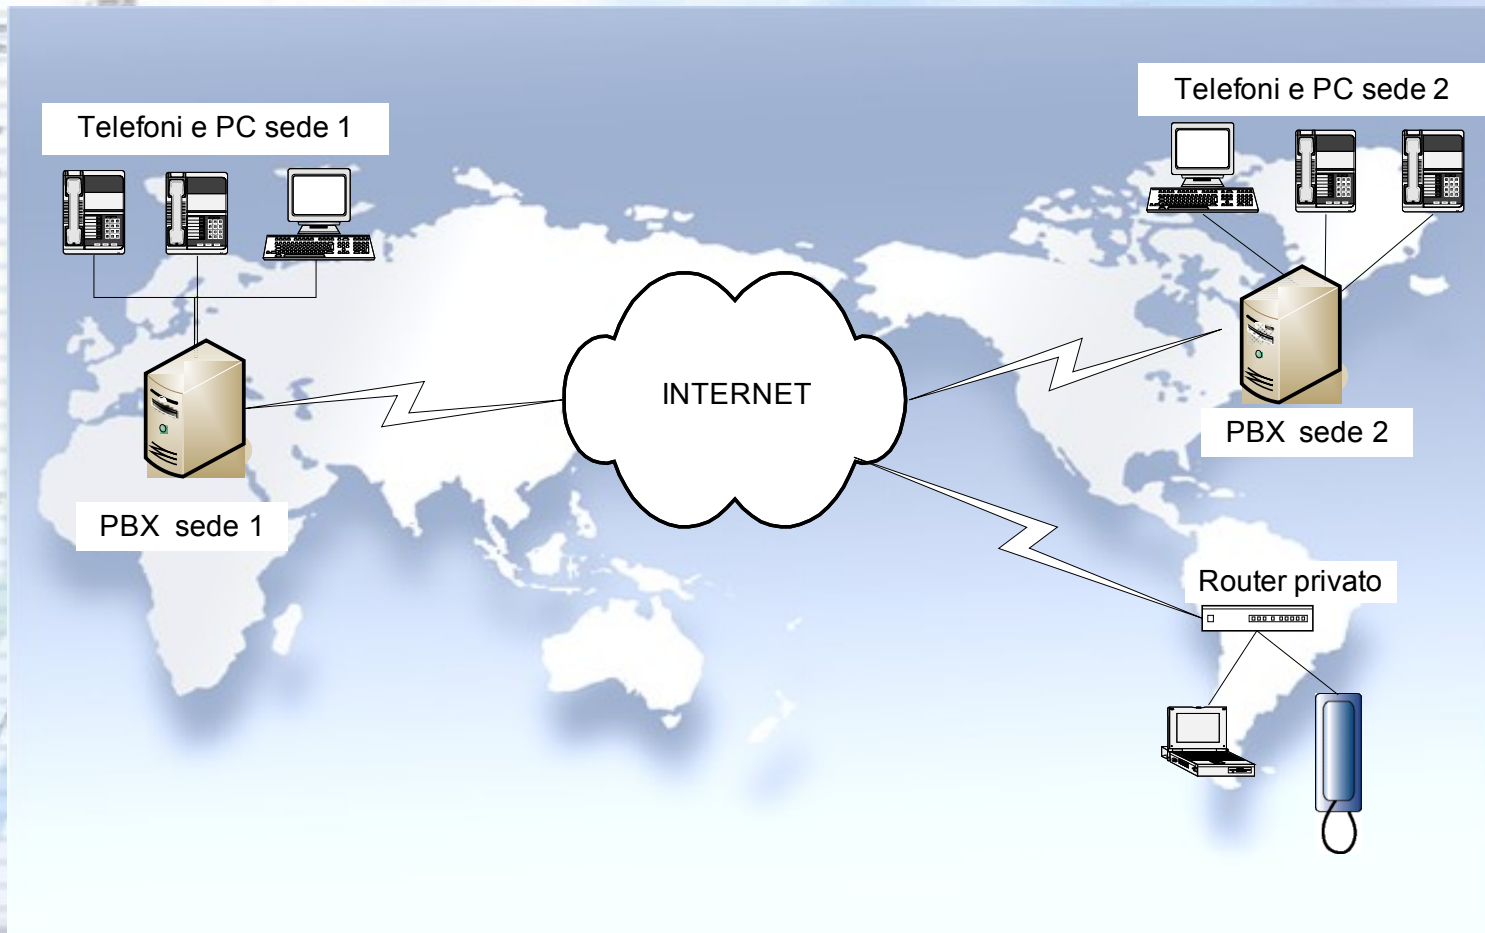 Telefoni e PC sede 1
Telefoni e PC sede 2
INTERNET
PBX sede 2
PBX sede 1
Router privato